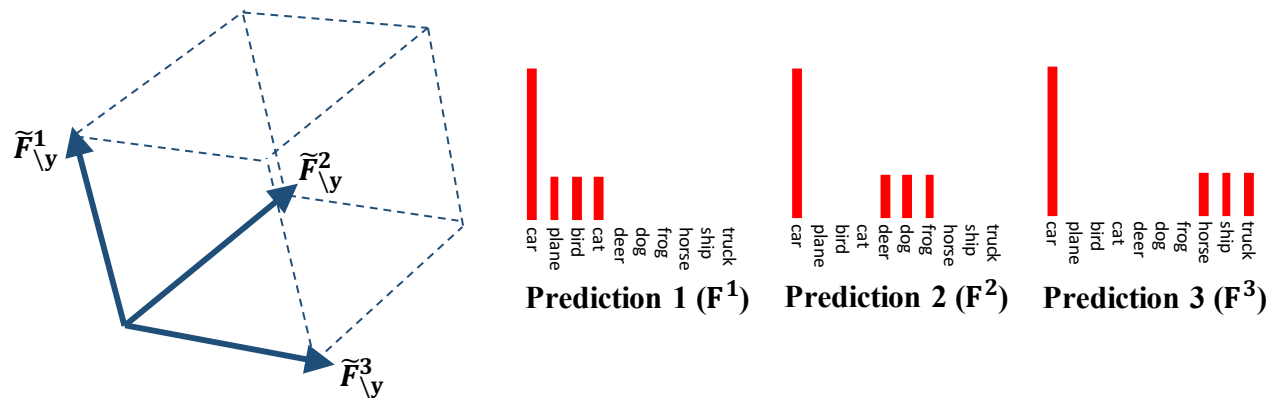 F̃¹\y
F̃²\y
F̃³\y
car plane bird cat deer dog frog horse ship truck
Prediction 1 (F¹)
car plane bird cat deer dog frog horse ship truck
Prediction 2 (F²)
car plane bird cat deer dog frog horse ship truck
Prediction 3 (F³)